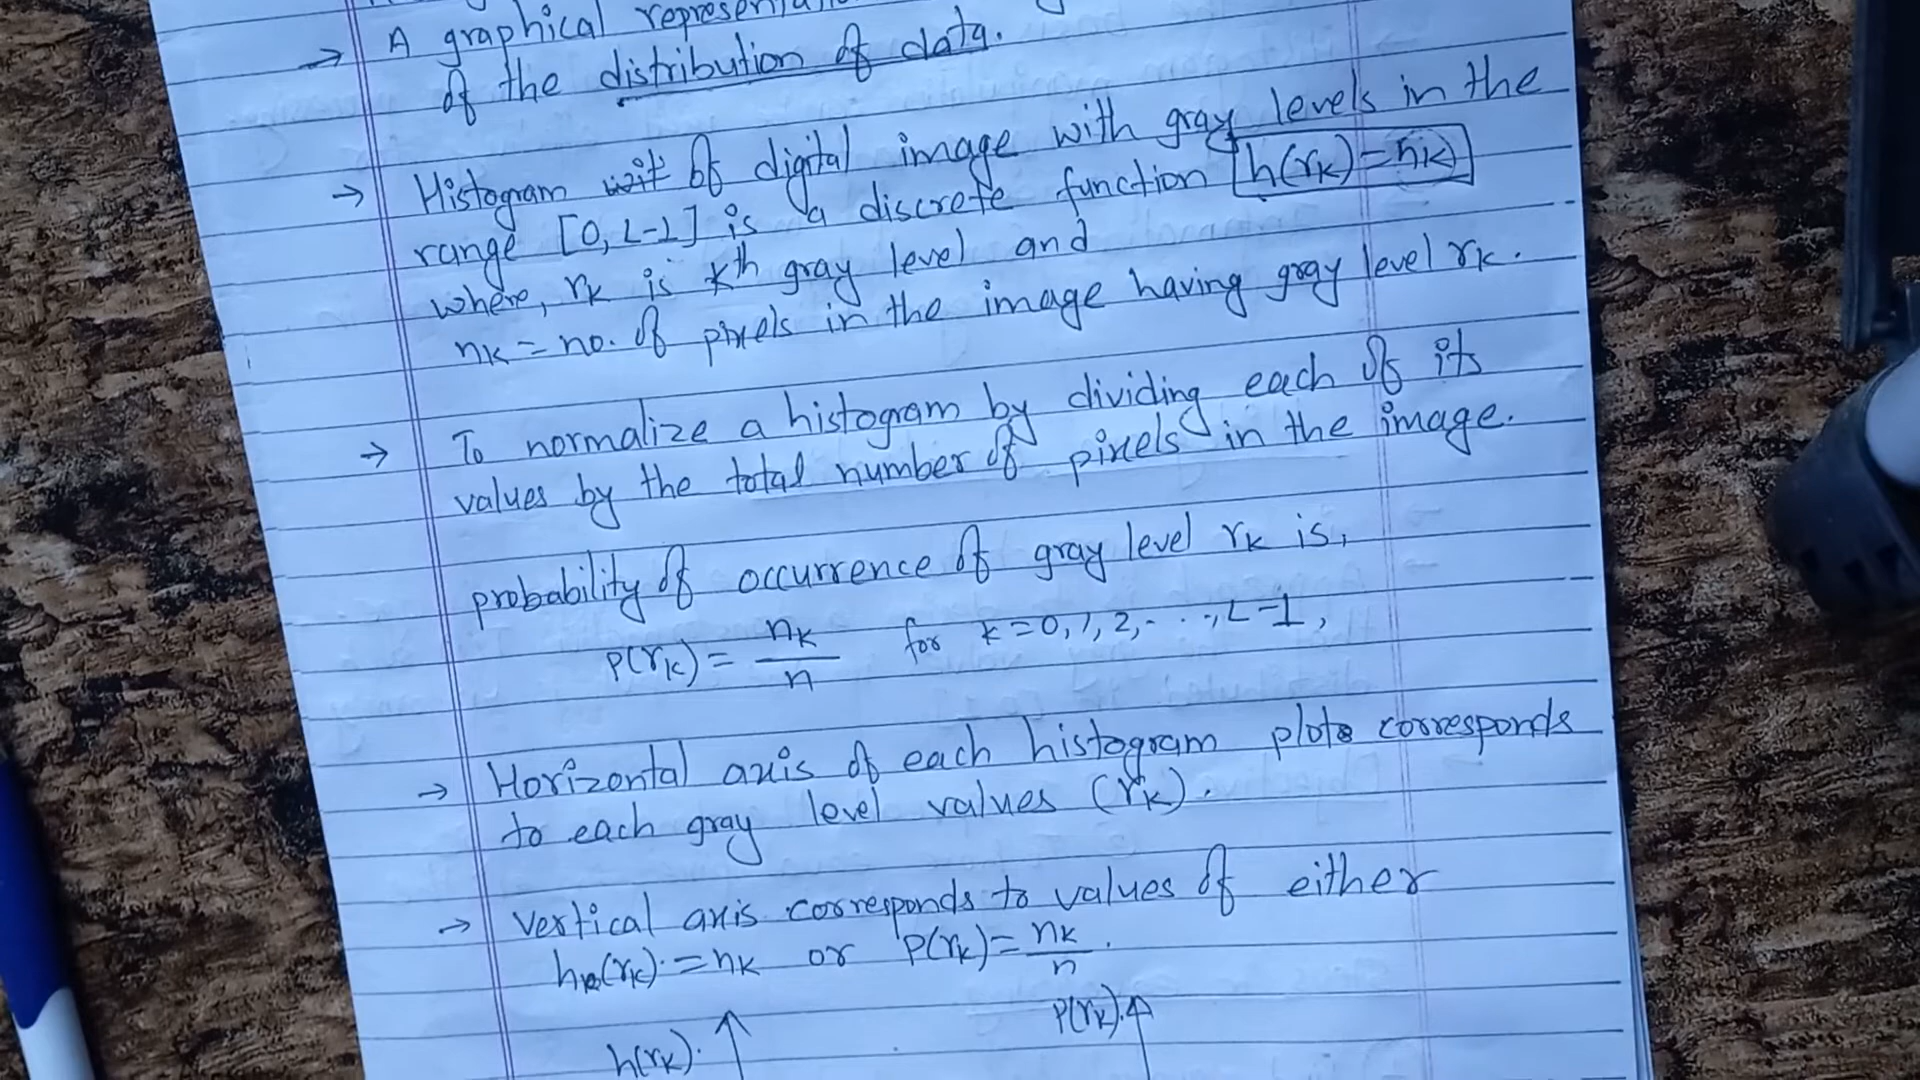 → A graphical
of the distribution of data.
→ Histogram of digital image with gray levels in the
range [0, L-1] is a discrete function h(rk) = nk
where, rk is kth gray level and
nk = no. of pixels in the image having gray level rk.
→ To normalize a histogram by dividing each of its
values by the total number of pixels in the image.
probability of occurrence of gray level rk is,
p(rk) = nk/n for k = 0, 1, 2, ..., L-1,
→ Horizontal axis of each histogram plots corresponds
to each gray level values (rk).
→ Vertical axis corresponds to values of either
h(rk) = nk or P(rk) = nk/n.
h(rk). P(rk).